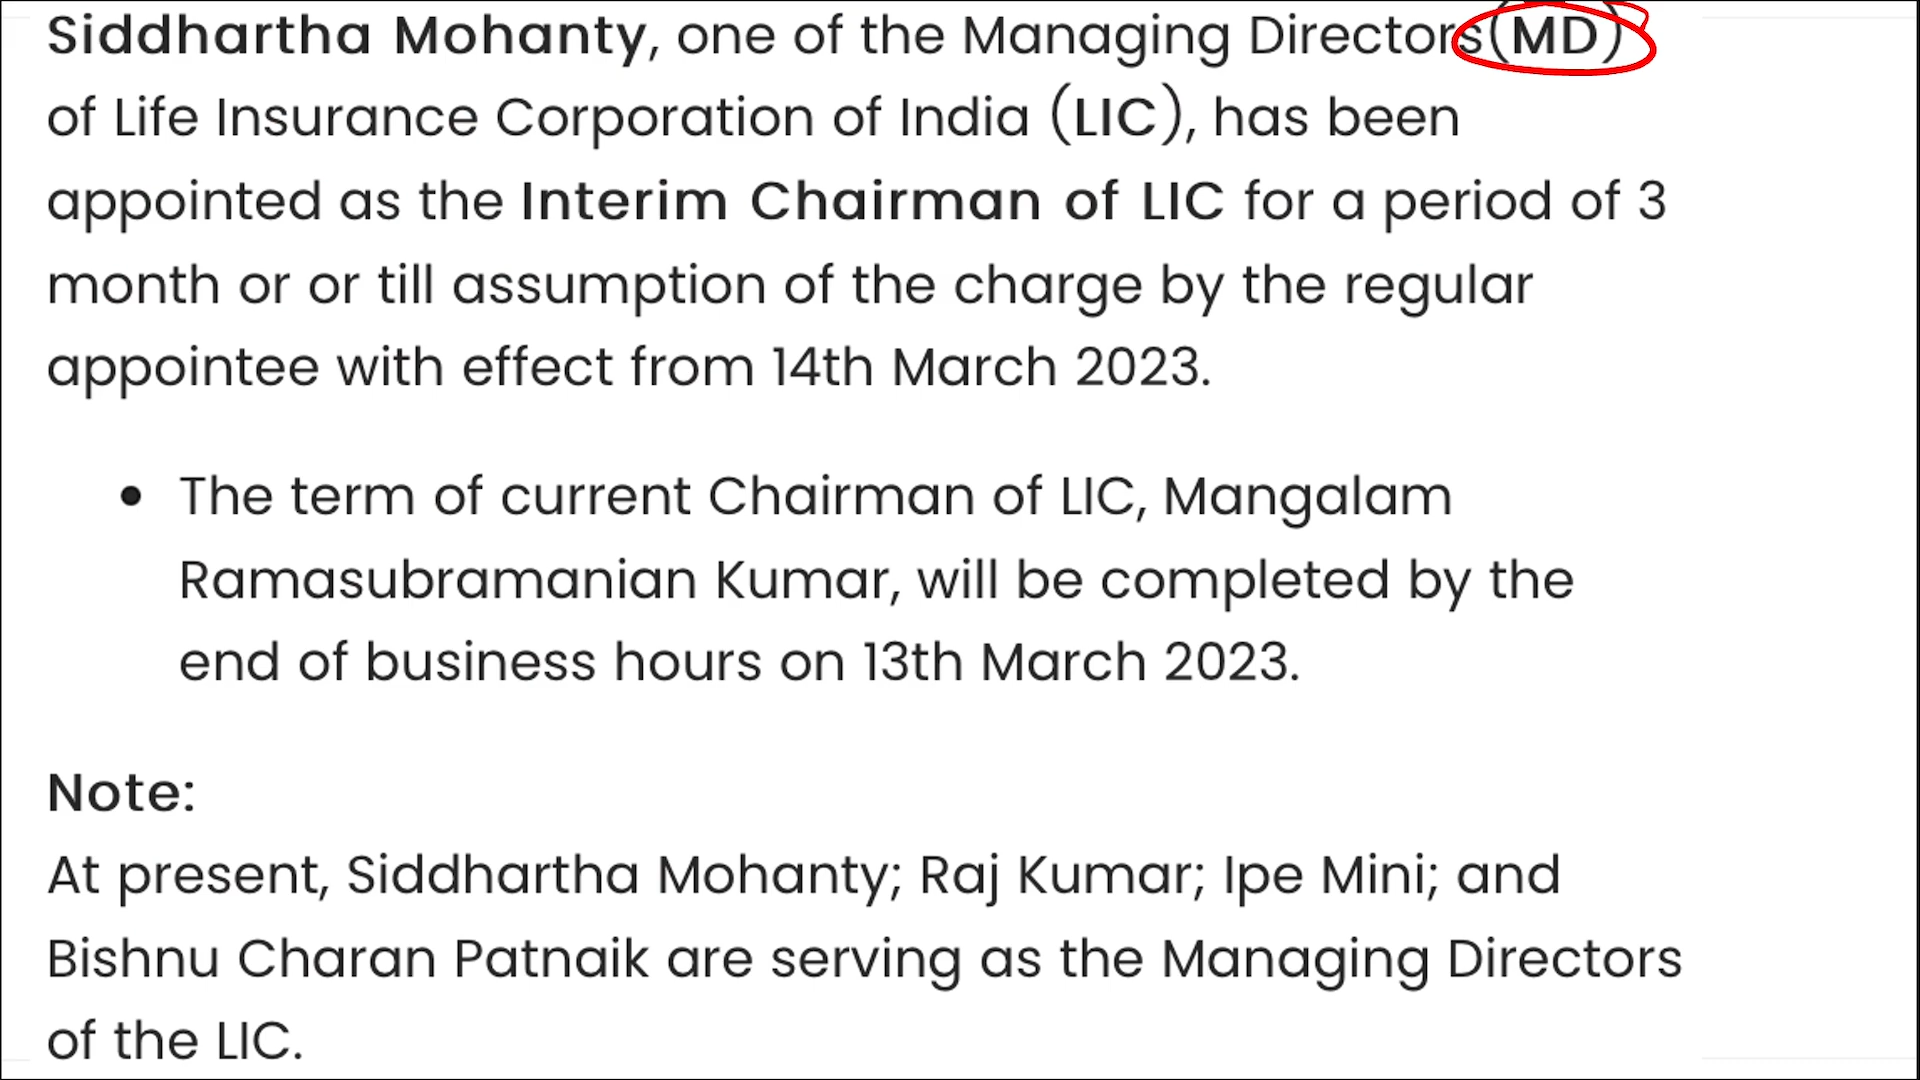 Siddhartha Mohanty, one of the Managing Directors(MD)
of Life Insurance Corporation of India (LIC), has been
appointed as the Interim Chairman of LIC for a period of 3
month or or till assumption of the charge by the regular
appointee with effect from 14th March 2023.
• The term of current Chairman of LIC, Mangalam
Ramasubramanian Kumar, will be completed by the
end of business hours on 13th March 2023.
Note:
At present, Siddhartha Mohanty; Raj Kumar; Ipe Mini; and
Bishnu Charan Patnaik are serving as the Managing Directors
of the LIC.